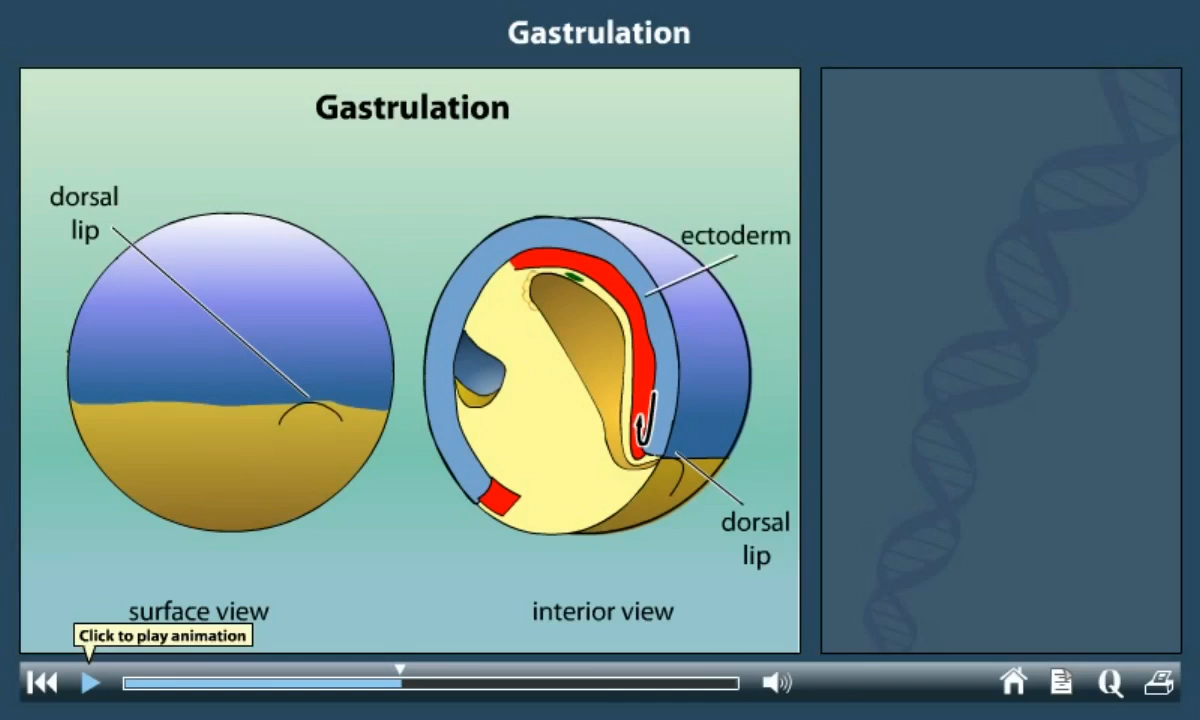 Gastrulation
Gastrulation
dorsal
lip
ectoderm
dorsal
lip
surface view
interior view
Click to play animation
Q